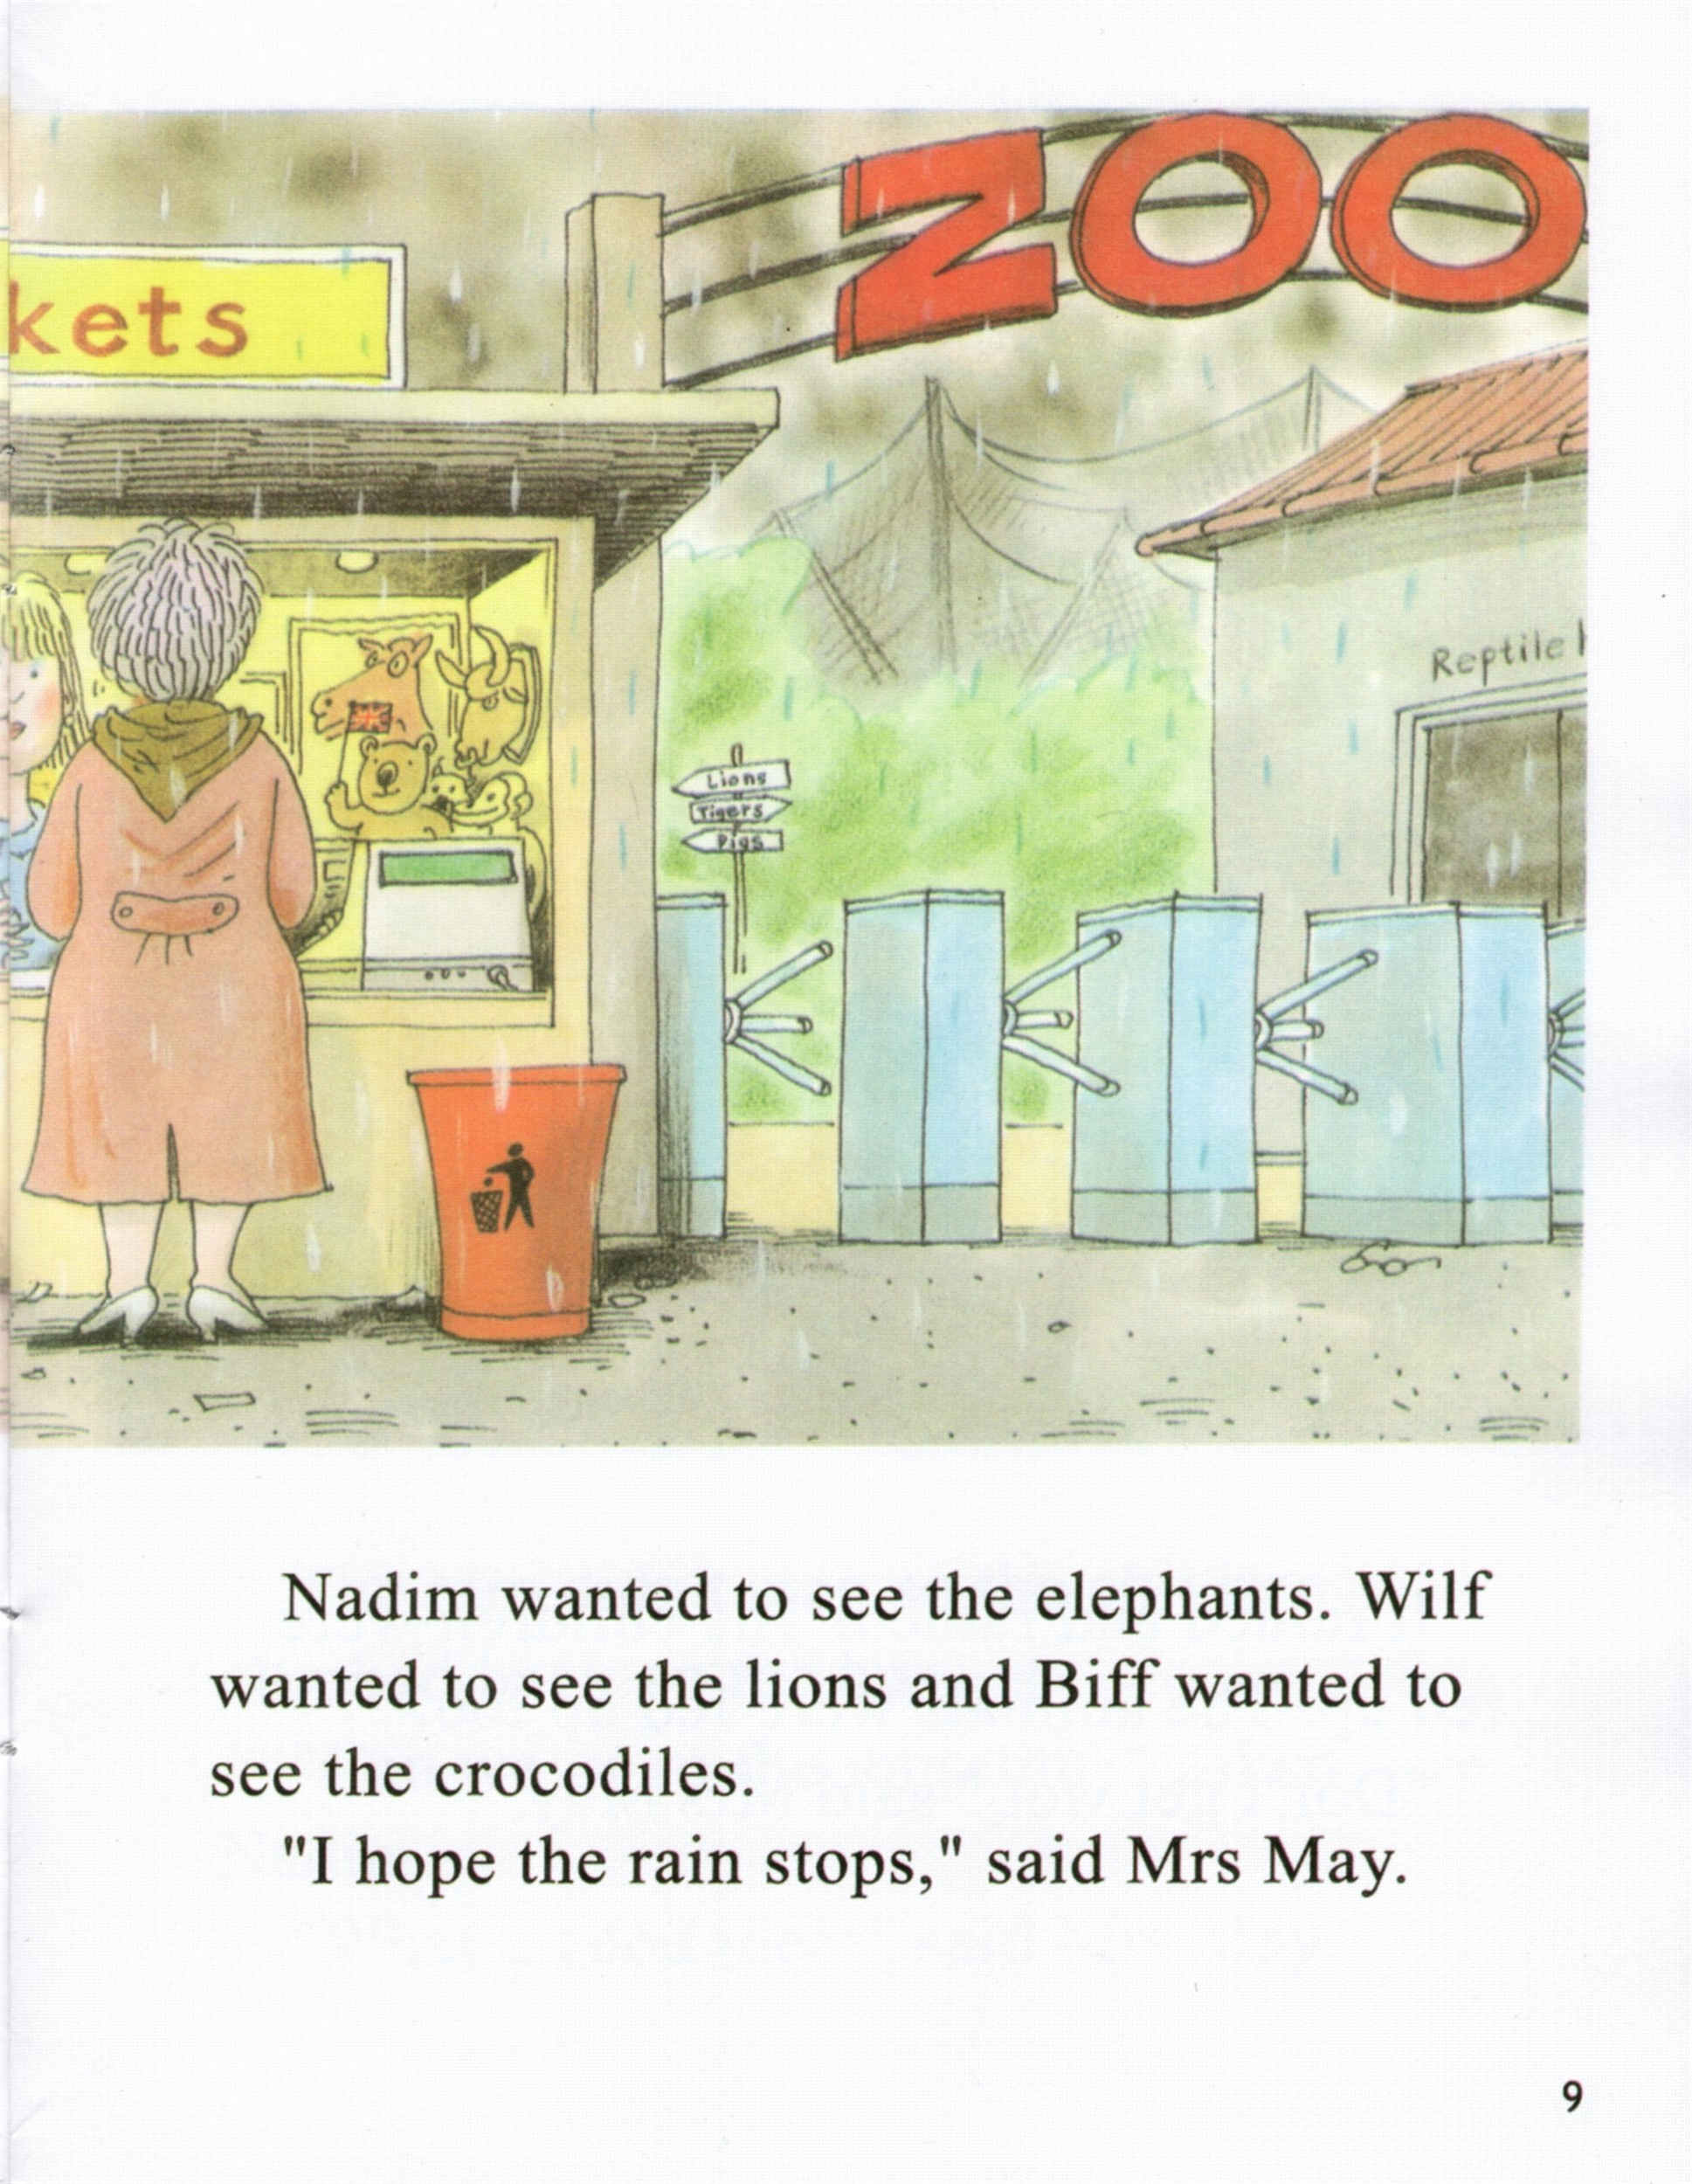 ZOO
kets
Reptile
Lions
Tigers
Pigs
Nadim wanted to see the elephants. Wilf
wanted to see the lions and Biff wanted to
see the crocodiles.
"I hope the rain stops," said Mrs May.
9